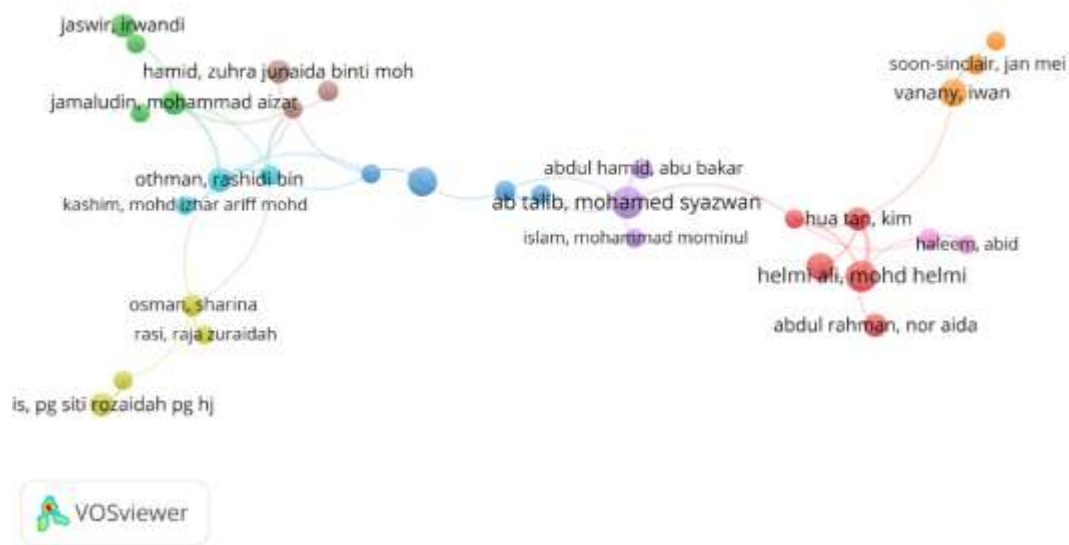 jaswir, irwandi
hamid, zuhra junaida binti moh
jamaludin, mohammad aizat
othman, rashidi bin
kashim, mohd izhar ariff mohd
osman, sharina
rasi, raja zuraidah
is, pg siti rozaidah pg hj
abdul hamid, abu bakar
ab talib, mohamed syazwan
islam, mohammad mominul
soon-sinclair, jan mei
vanany, iwan
hua tan, kim
haleem, abid
helmi ali, mohd helmi
abdul rahman, nor aida
VOSviewer